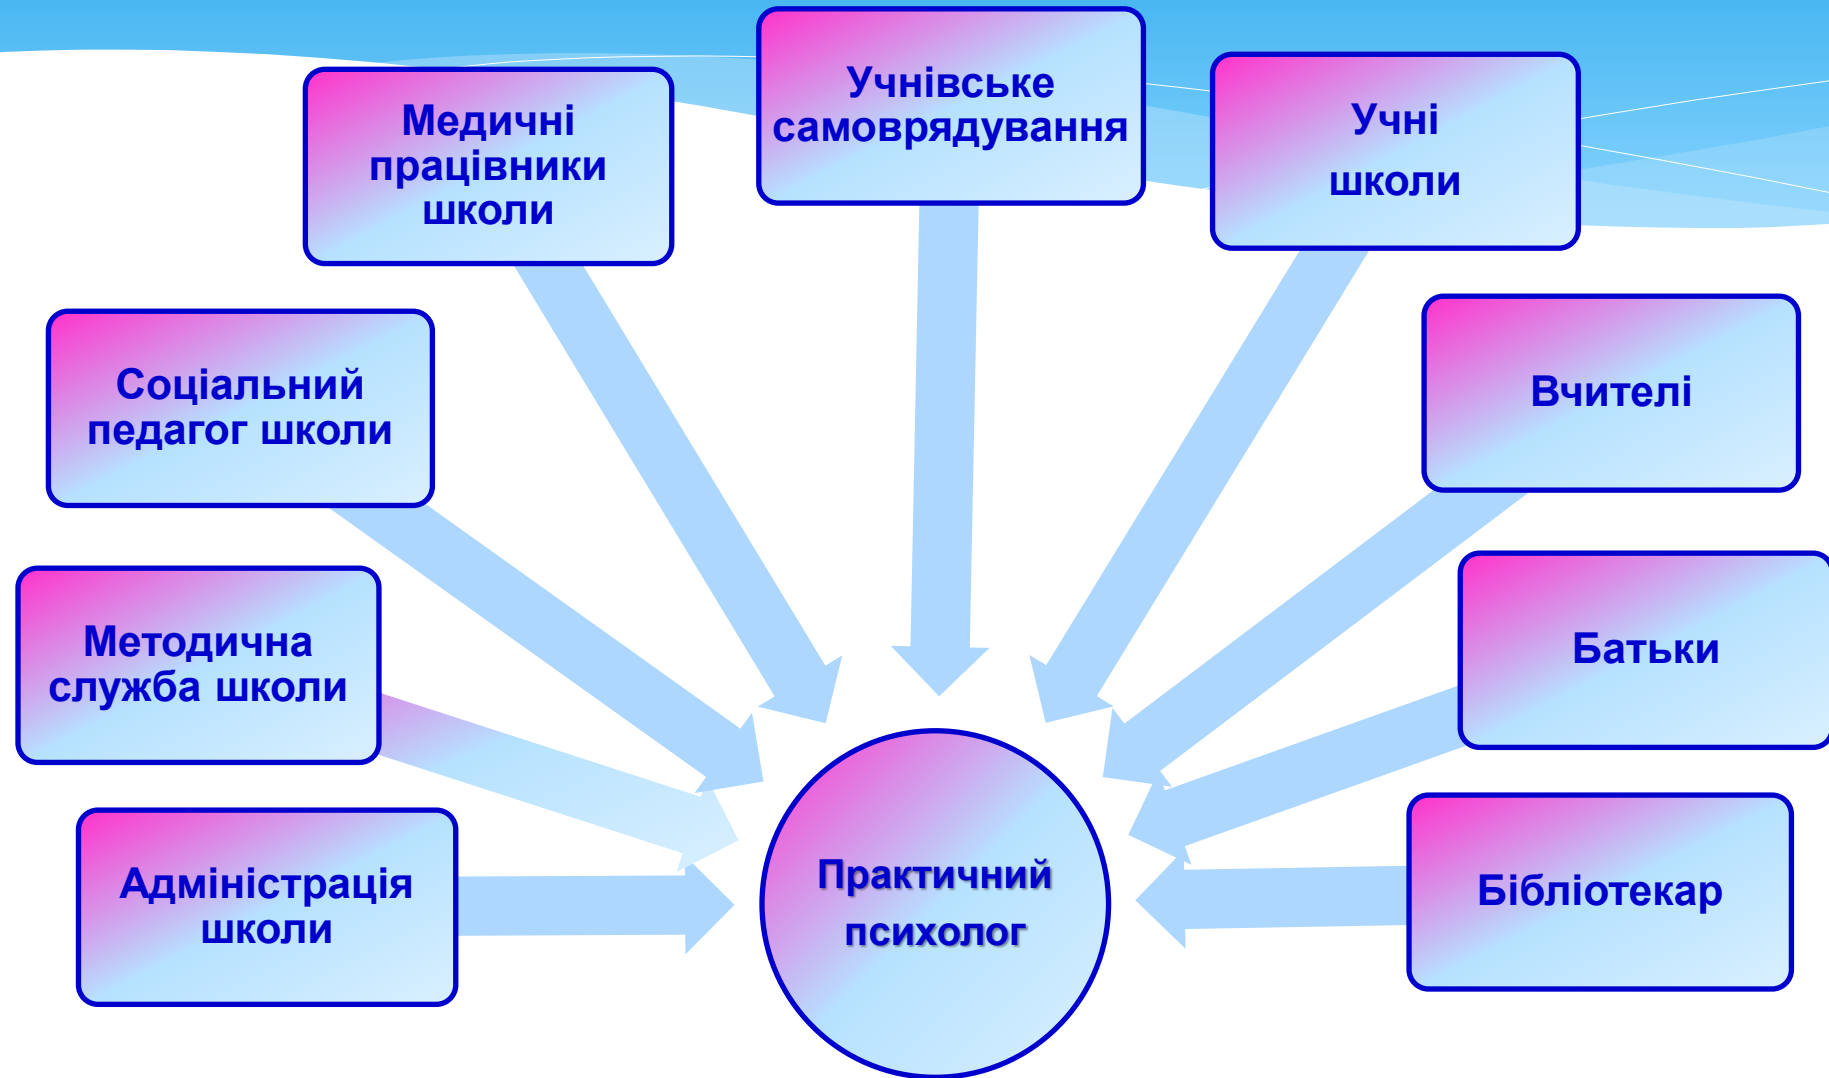 Учнівське
самоврядування
Медичні
працівники
школи
Учні
школи
Соціальний
педагог школи
Вчителі
Методична
служба школи
Батьки
Адміністрація
школи
Практичний
психолог
Бібліотекар